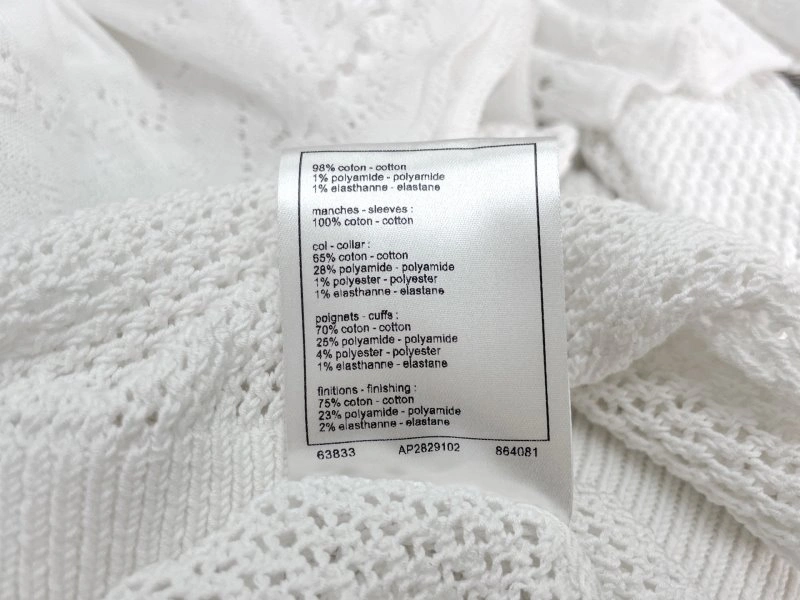 98% coton - cotton
1% polyamide - polyamide
1% elasthanne - elastane
manches - sleeves :
100% coton - cotton
col - collar :
65% coton - cotton
28% polyamide - polyamide
1% polyester - polyester
1% elasthanne - elastane
poignets - cuffs :
70% coton - cotton
25% polyamide - polyamide
4% polyester - polyester
1% elasthanne - elastane
finitions - finishing :
75% coton - cotton
23% polyamide - polyamide
2% elasthanne - elastane
63833 AP2829102 864081